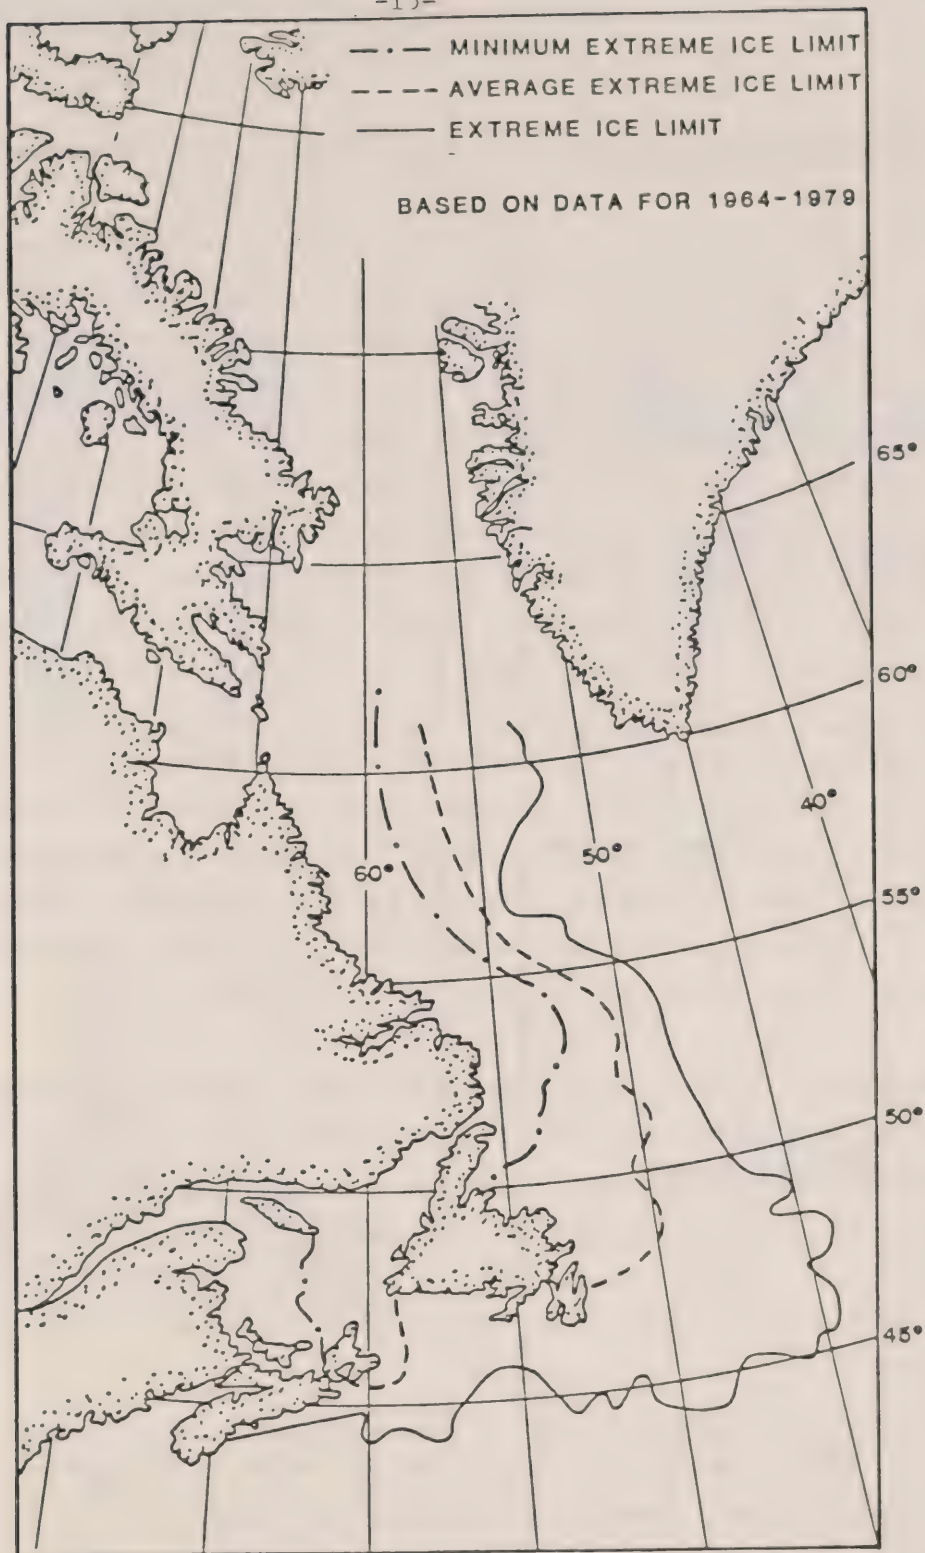 -15-
MINIMUM EXTREME ICE LIMIT
AVERAGE EXTREME ICE LIMIT
EXTREME ICE LIMIT
BASED ON DATA FOR 1964-1979
65°
60°
40°
50°
60°
55°
50°
45°